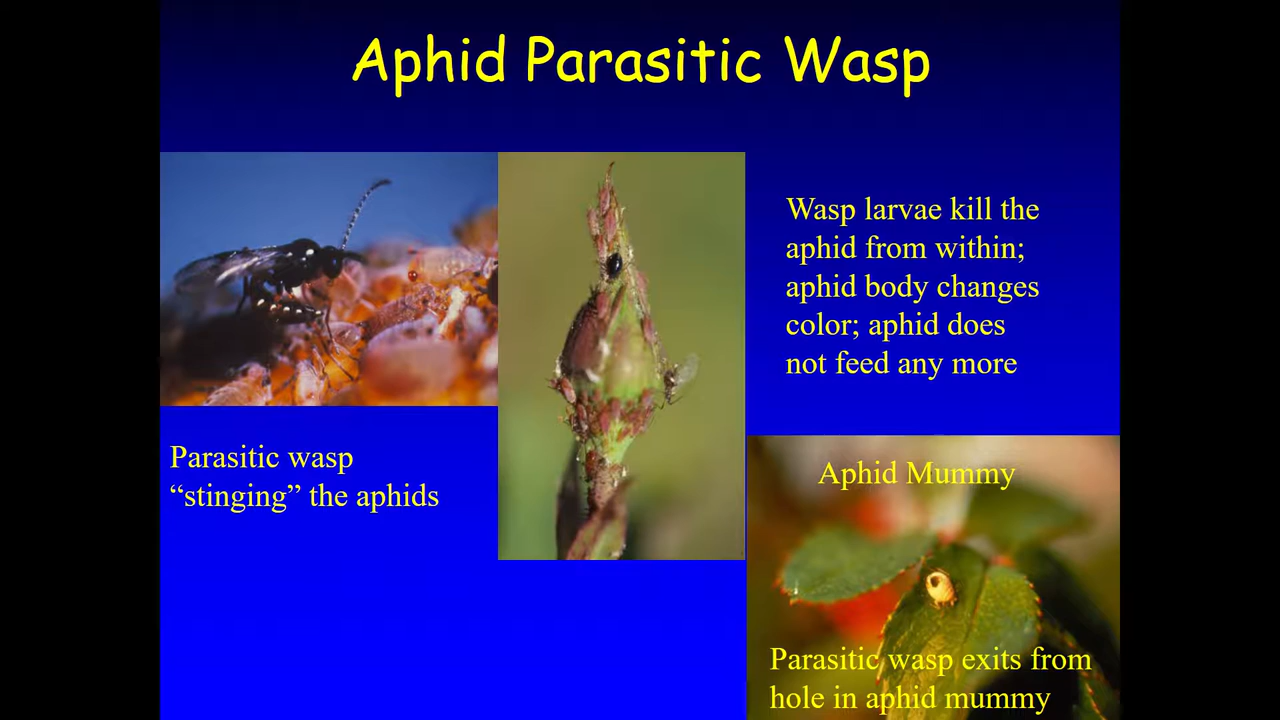 Aphid Parasitic Wasp
Wasp larvae kill the
aphid from within;
aphid body changes
color; aphid does
not feed any more
Parasitic wasp
“stinging” the aphids
Aphid Mummy
Parasitic wasp exits from
hole in aphid mummy